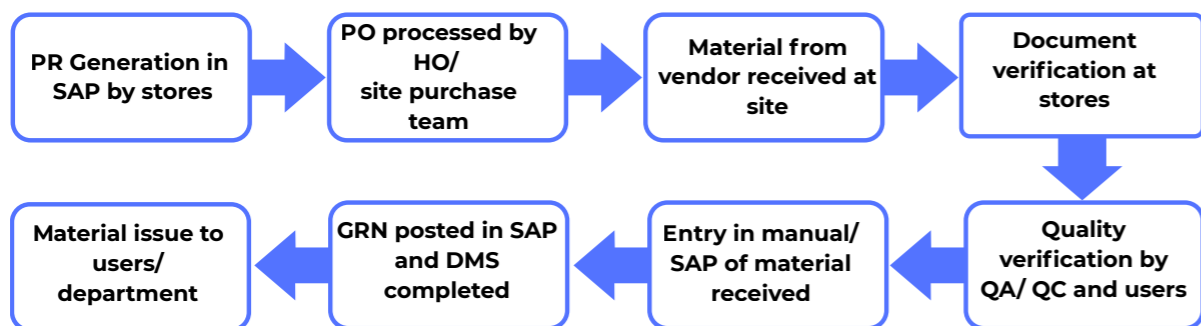 PR Generation in
SAP by stores
PO processed by
HO/
site purchase
team
Material from
vendor received at
site
Document
verification at
stores
Quality
verification by
QA/ QC and users
Entry in manual/
SAP of material
received
GRN posted in SAP
and DMS
completed
Material issue to
users/
department